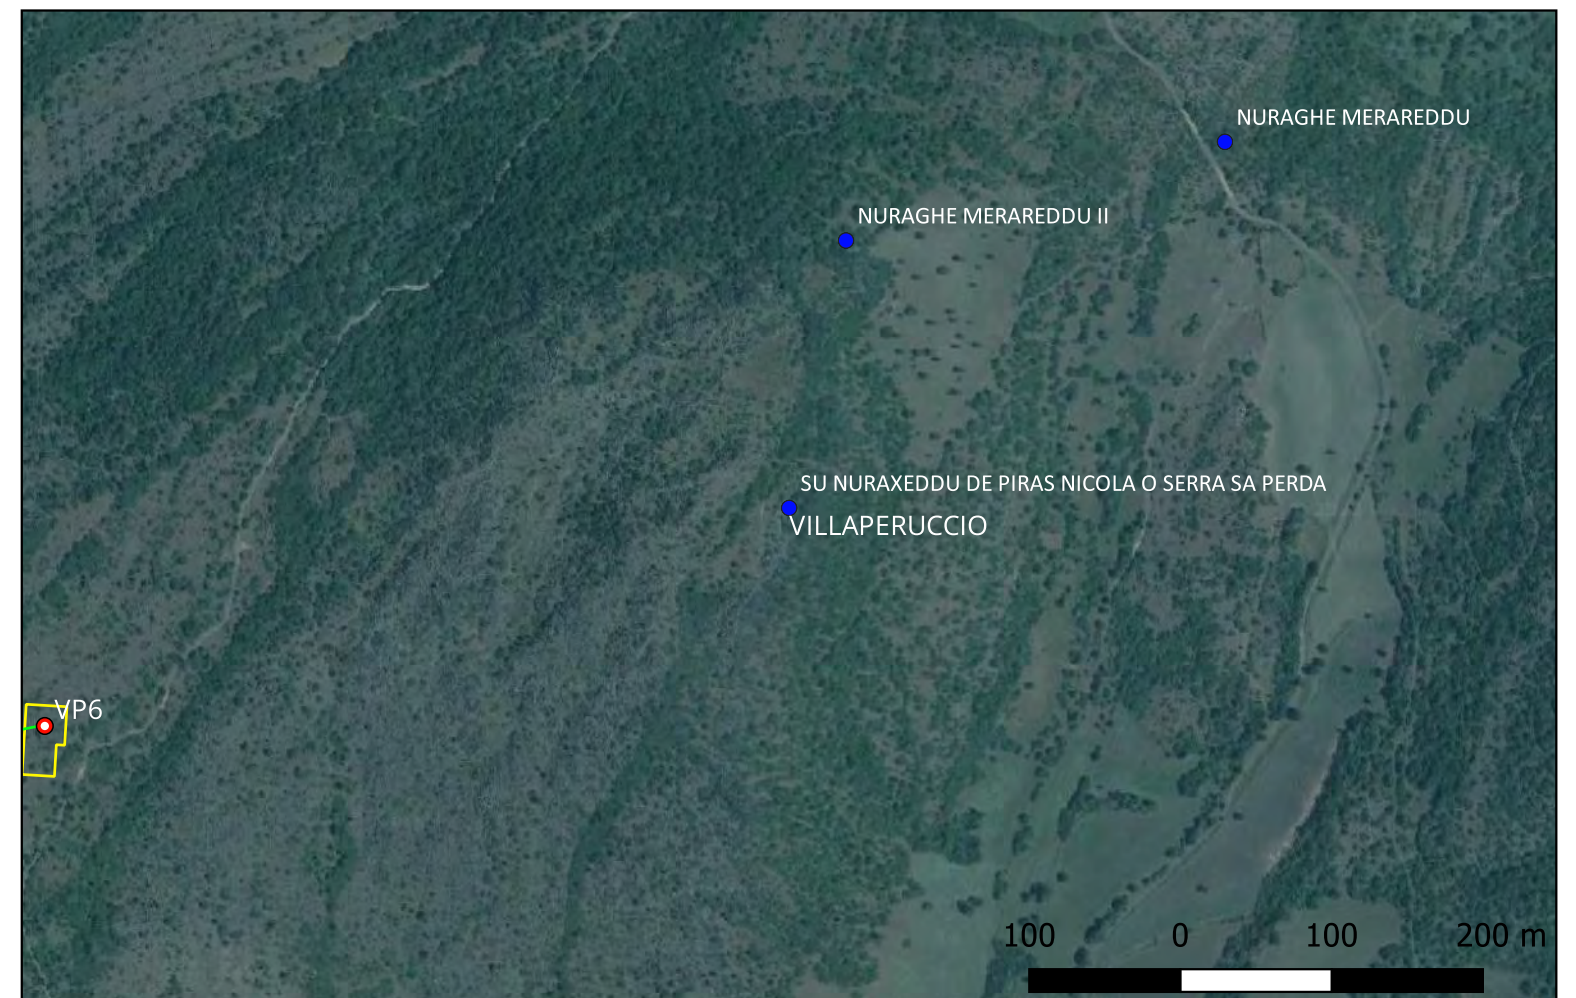 NURAGHE MERAREDDU
NURAGHE MERAREDDU II
SU NURAXEDDU DE PIRAS NICOLA O SERRA SA PERDA
VILLAPERUCCIO
VP6
100 0 100 200 m